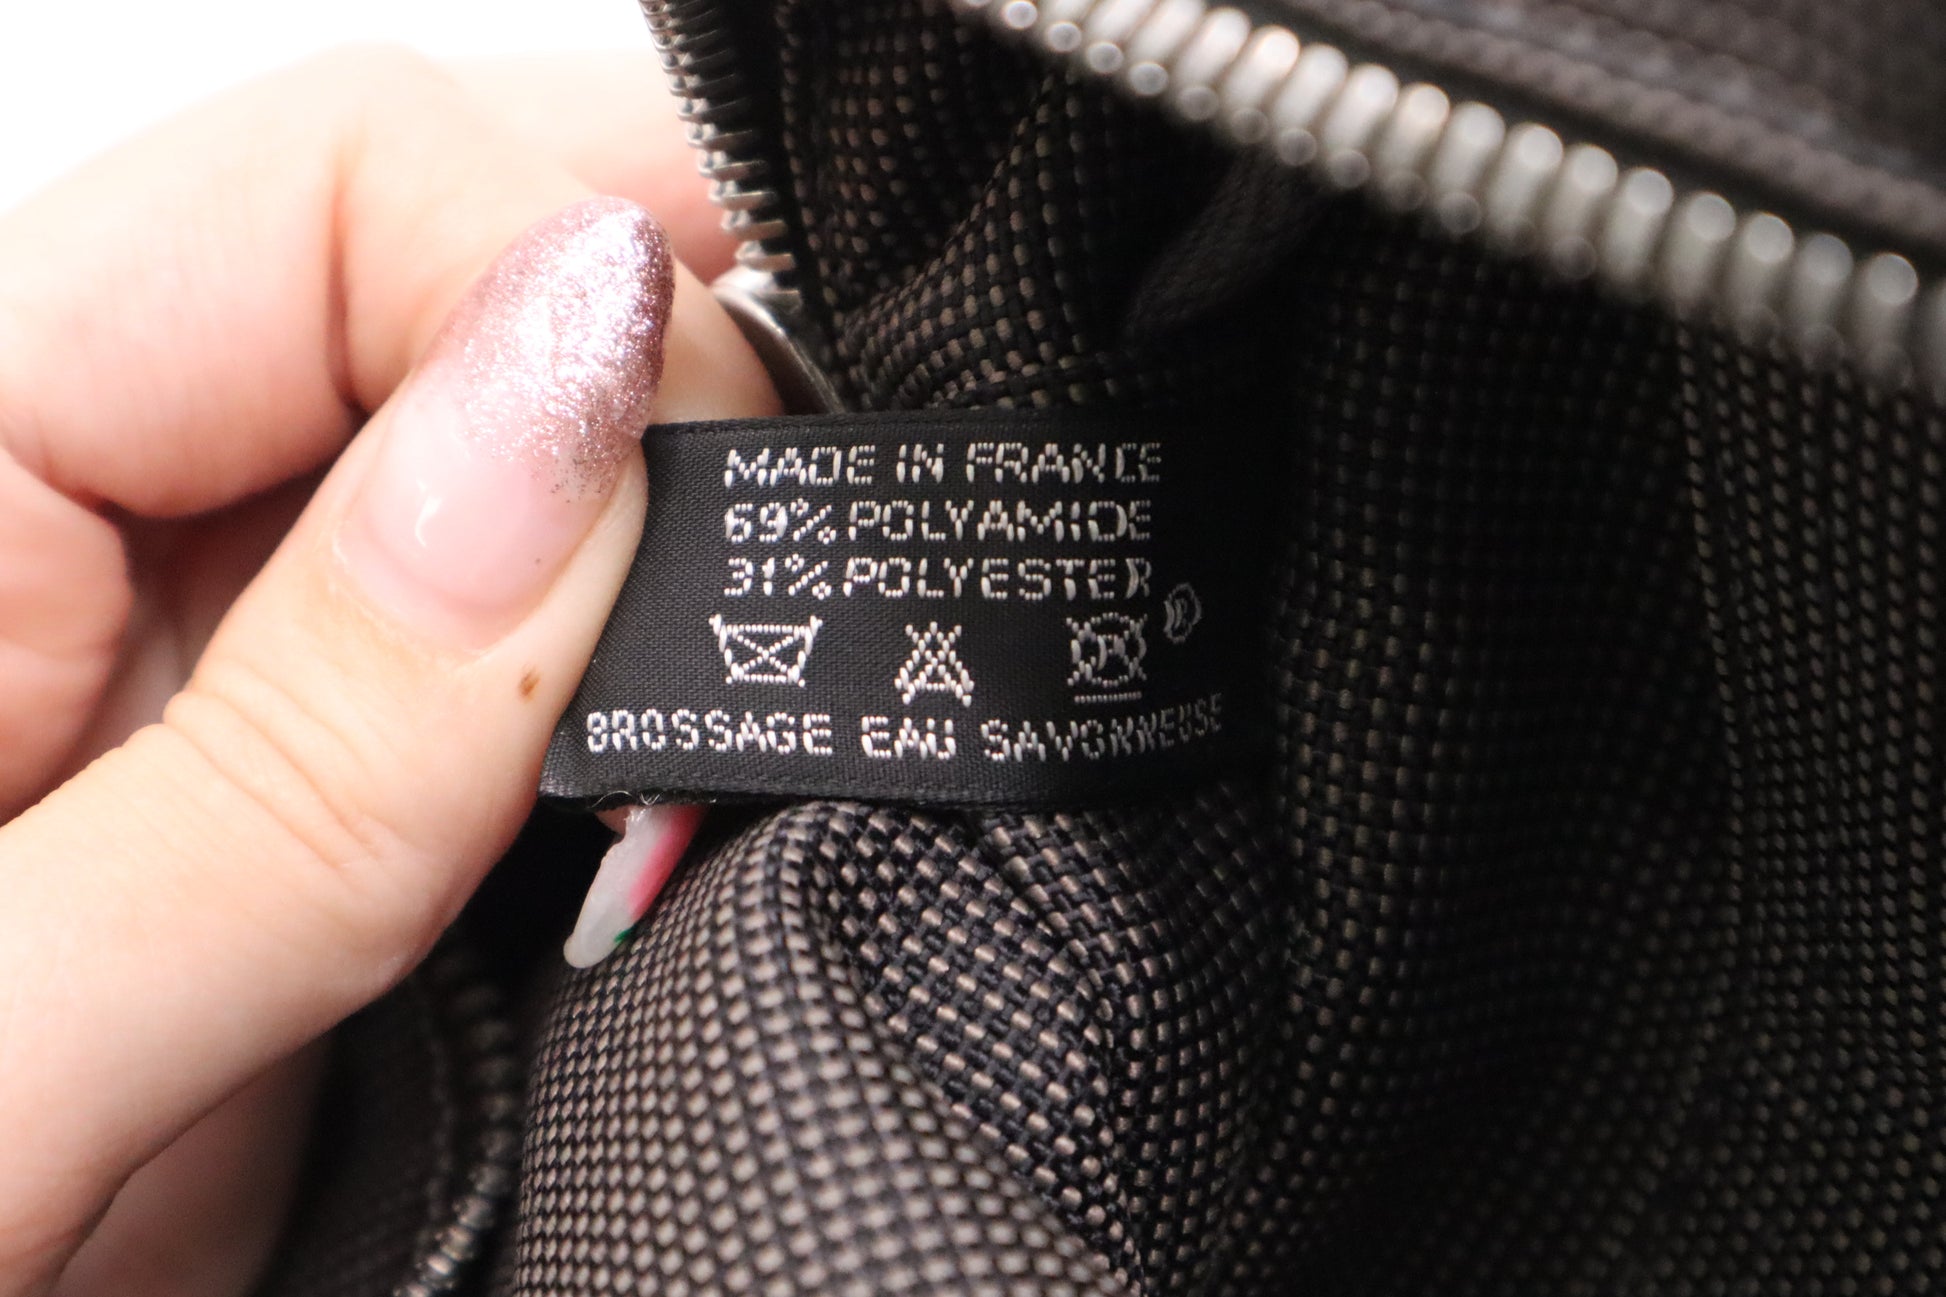 MADE IN FRANCE
69% POLYAMIDE
31% POLYESTER
P ®
BROSSAGE EAU SAVONNEUSE